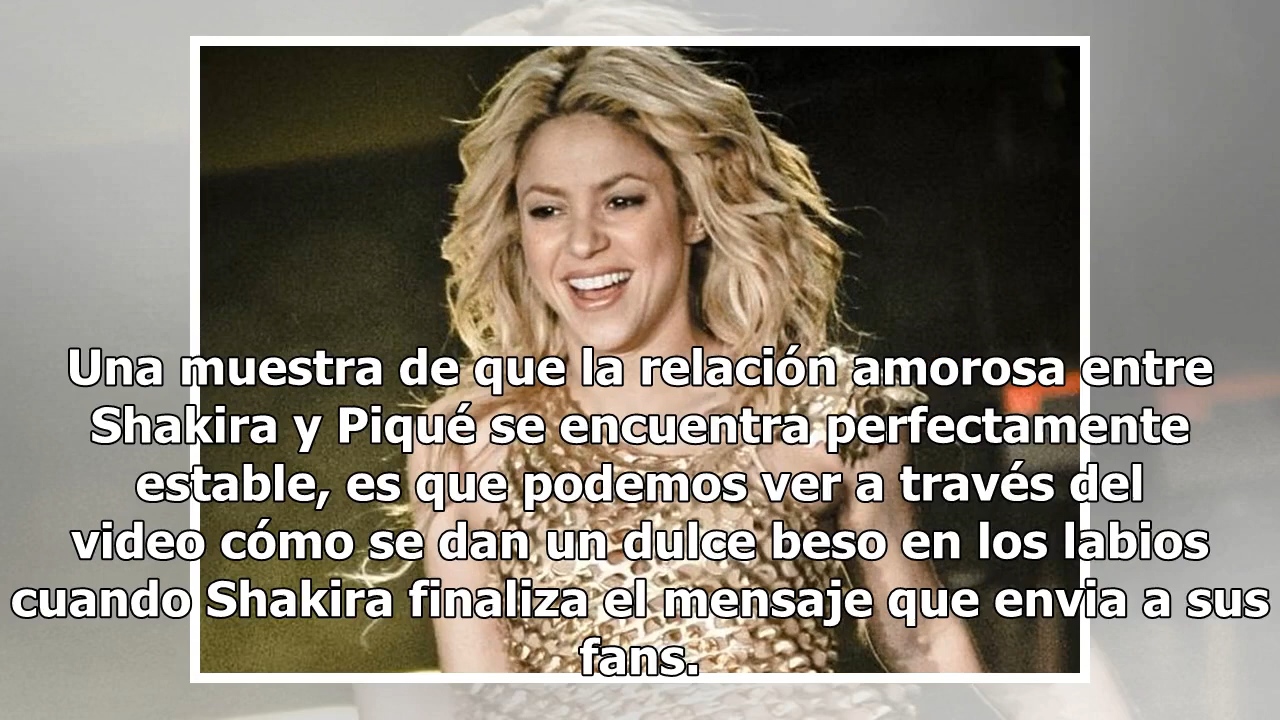 Una muestra de que la relación amorosa entre
Shakira y Piqué se encuentra perfectamente
estable, es que podemos ver a través del
video cómo se dan un dulce beso en los labios
cuando Shakira finaliza el mensaje que envia a sus
fans.